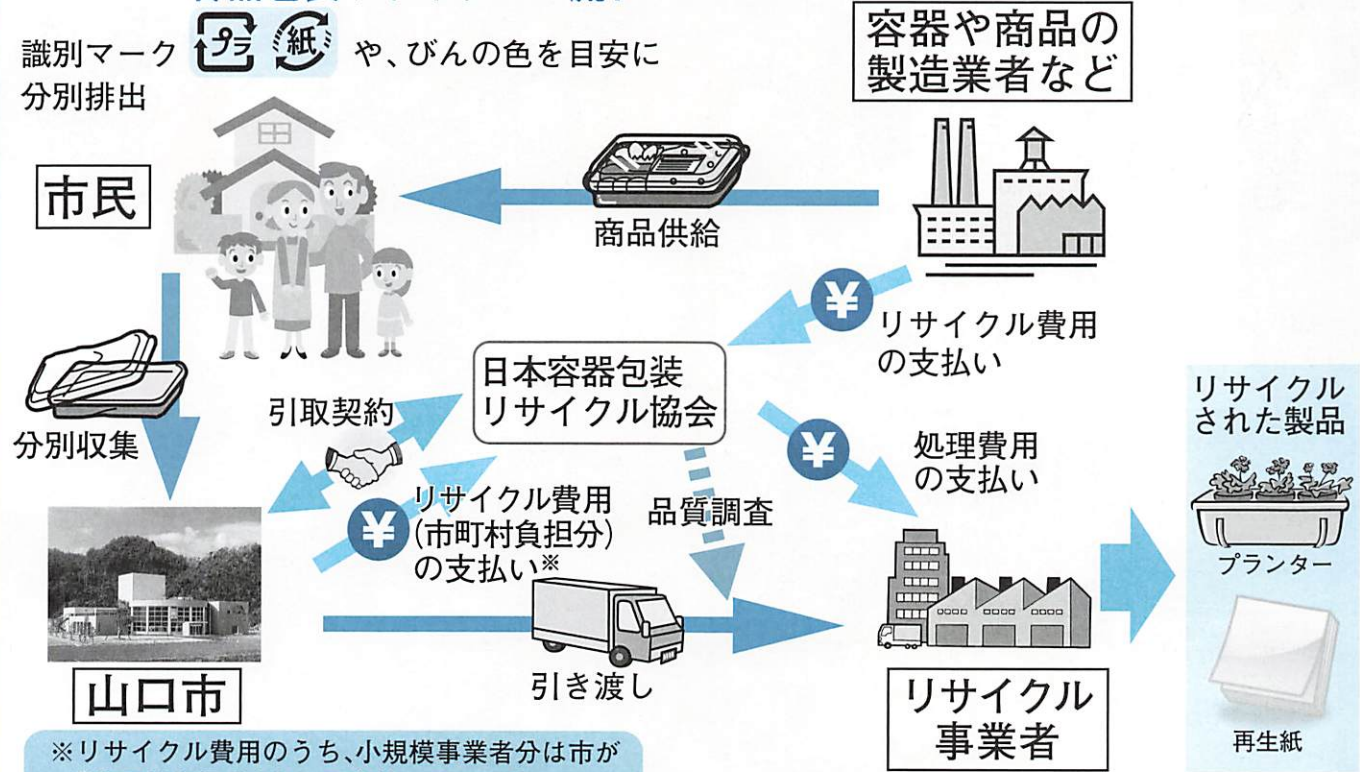 識別マーク プラ 紙 や、びんの色を目安に
分別排出
容器や商品の
製造業者など
市民
商品供給
¥
リサイクル費用
の支払い
日本容器包装
リサイクル協会
引取契約
分別収集
¥
処理費用
の支払い
リサイクル
された製品
プランター
¥
リサイクル費用
(市町村負担分)
の支払い※
品質調査
引き渡し
山口市
リサイクル
事業者
再生紙
※リサイクル費用のうち、小規模事業者分は市が